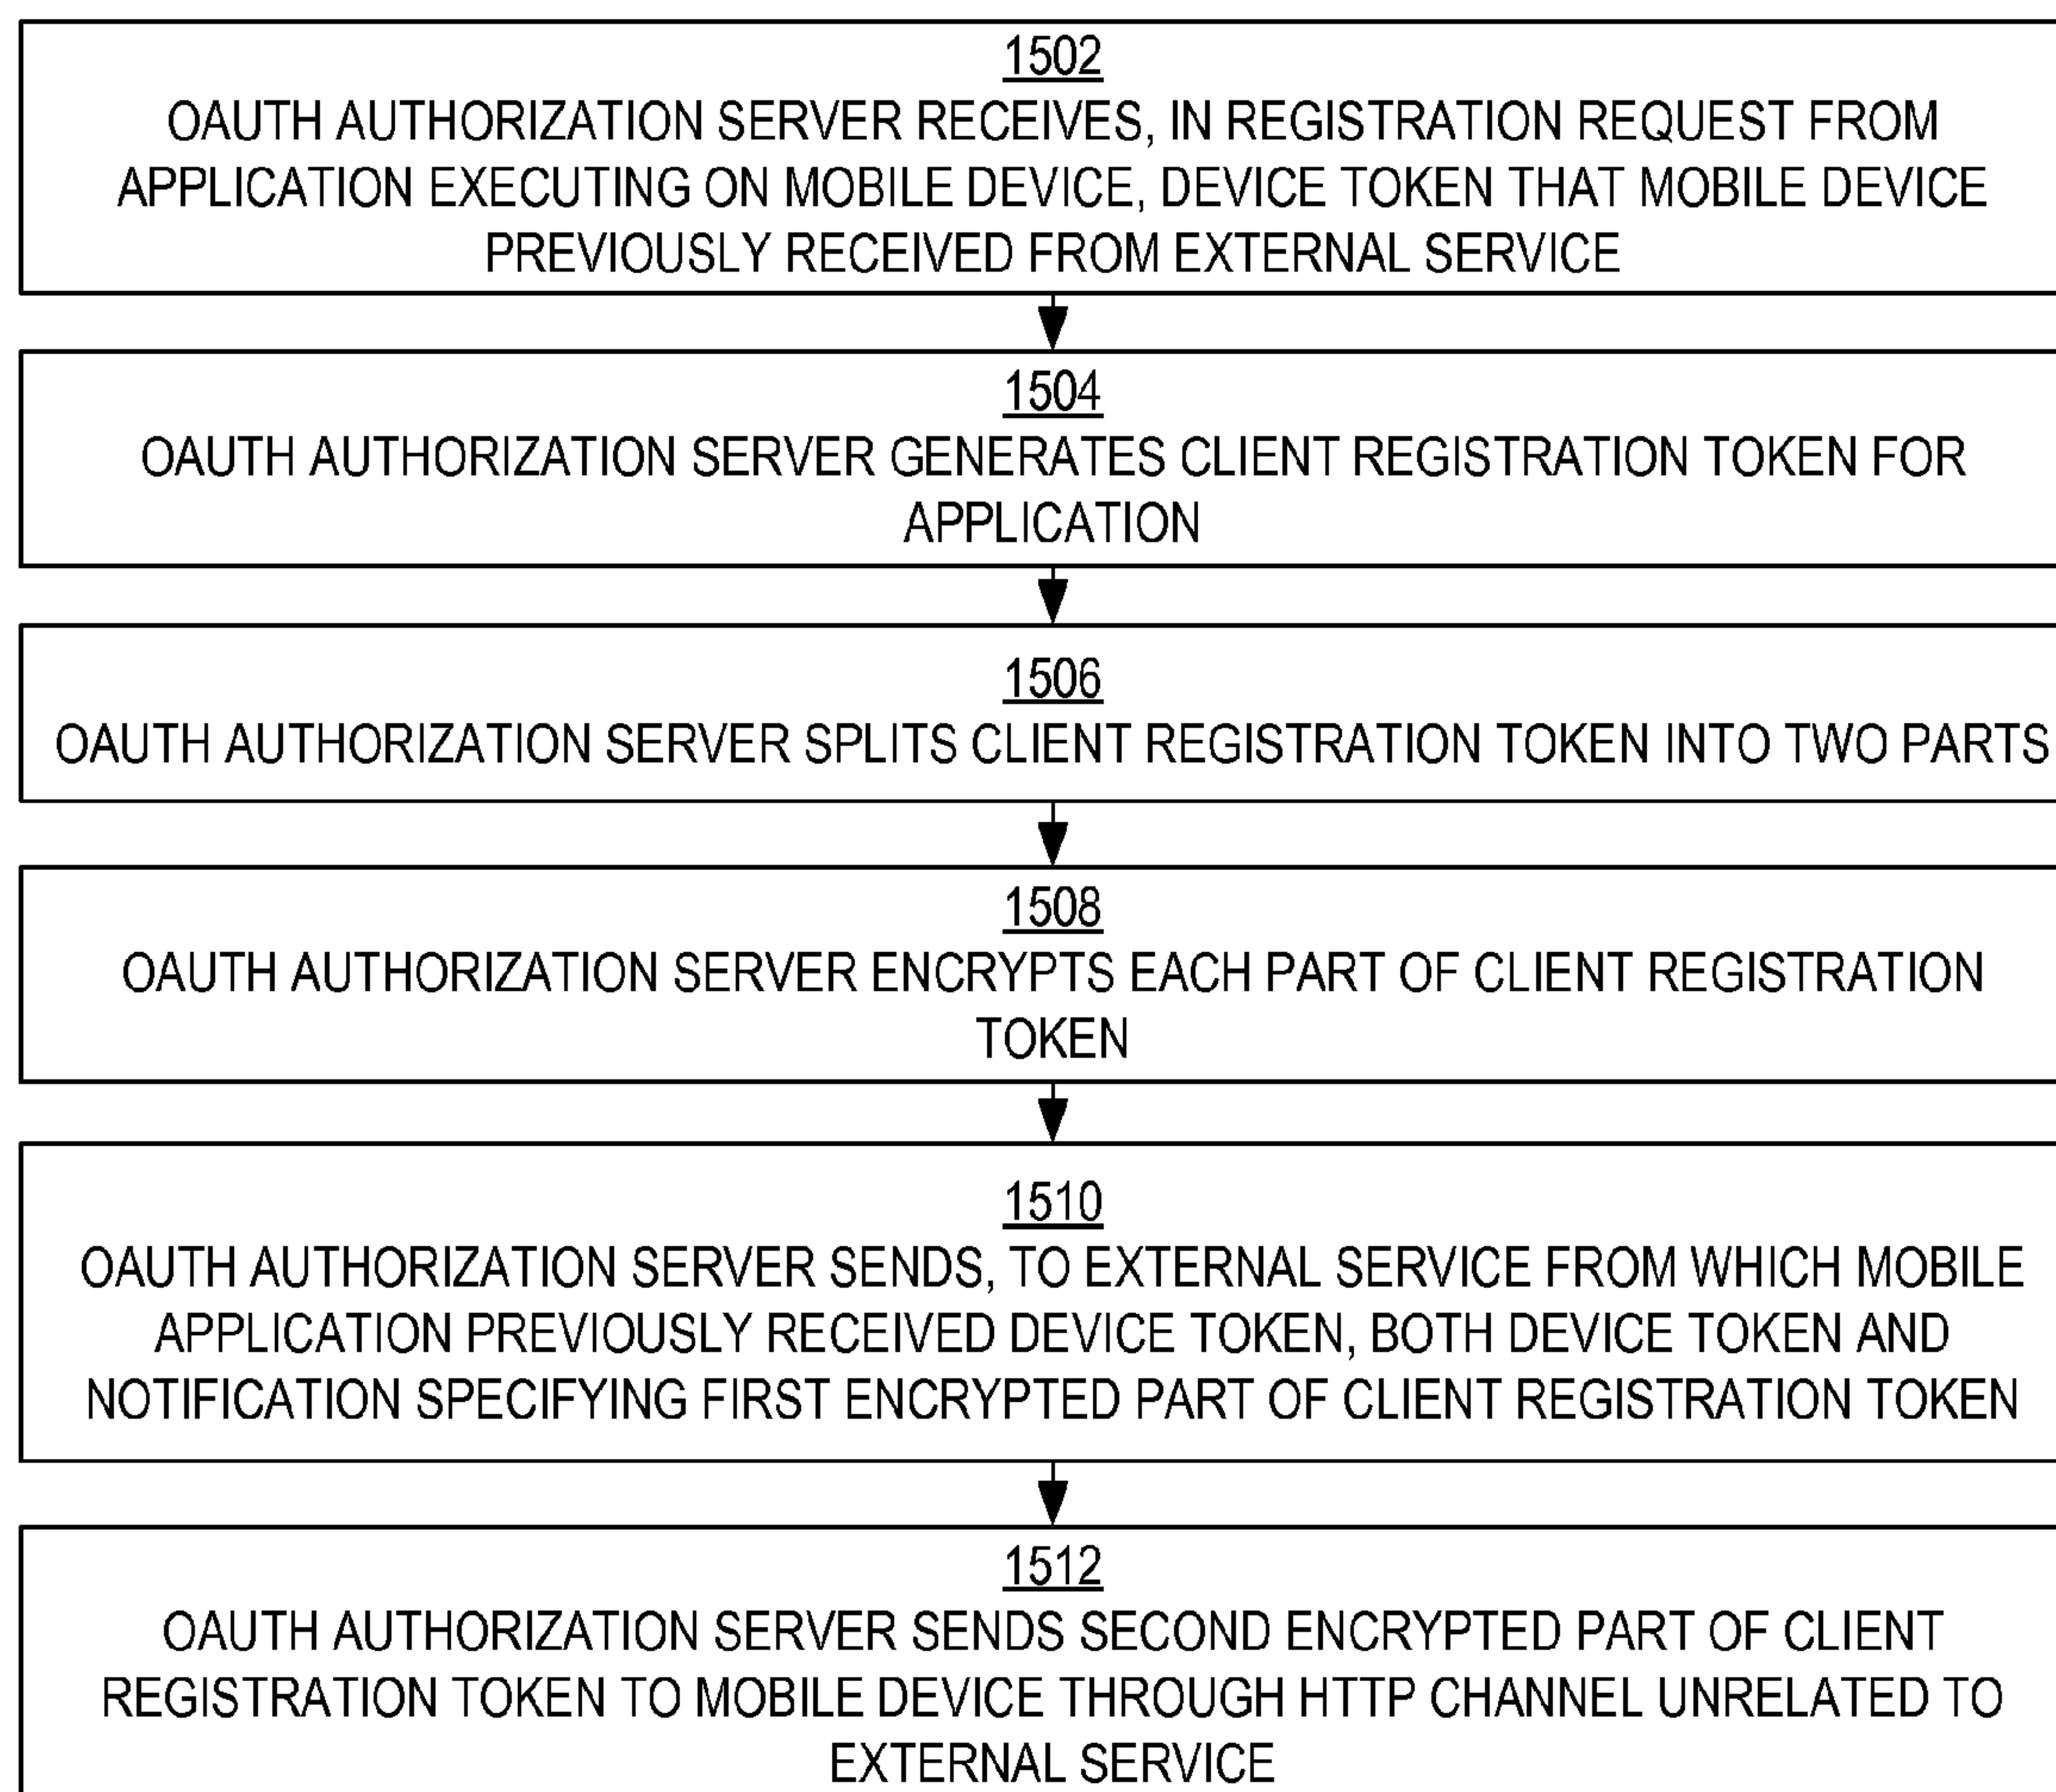 1502
OAUTH AUTHORIZATION SERVER RECEIVES, IN REGISTRATION REQUEST FROM
APPLICATION EXECUTING ON MOBILE DEVICE, DEVICE TOKEN THAT MOBILE DEVICE
PREVIOUSLY RECEIVED FROM EXTERNAL SERVICE
1504
OAUTH AUTHORIZATION SERVER GENERATES CLIENT REGISTRATION TOKEN FOR
APPLICATION
1506
OAUTH AUTHORIZATION SERVER SPLITS CLIENT REGISTRATION TOKEN INTO TWO PARTS
1508
OAUTH AUTHORIZATION SERVER ENCRYPTS EACH PART OF CLIENT REGISTRATION
TOKEN
1510
OAUTH AUTHORIZATION SERVER SENDS, TO EXTERNAL SERVICE FROM WHICH MOBILE
APPLICATION PREVIOUSLY RECEIVED DEVICE TOKEN, BOTH DEVICE TOKEN AND
NOTIFICATION SPECIFYING FIRST ENCRYPTED PART OF CLIENT REGISTRATION TOKEN
1512
OAUTH AUTHORIZATION SERVER SENDS SECOND ENCRYPTED PART OF CLIENT
REGISTRATION TOKEN TO MOBILE DEVICE THROUGH HTTP CHANNEL UNRELATED TO
EXTERNAL SERVICE